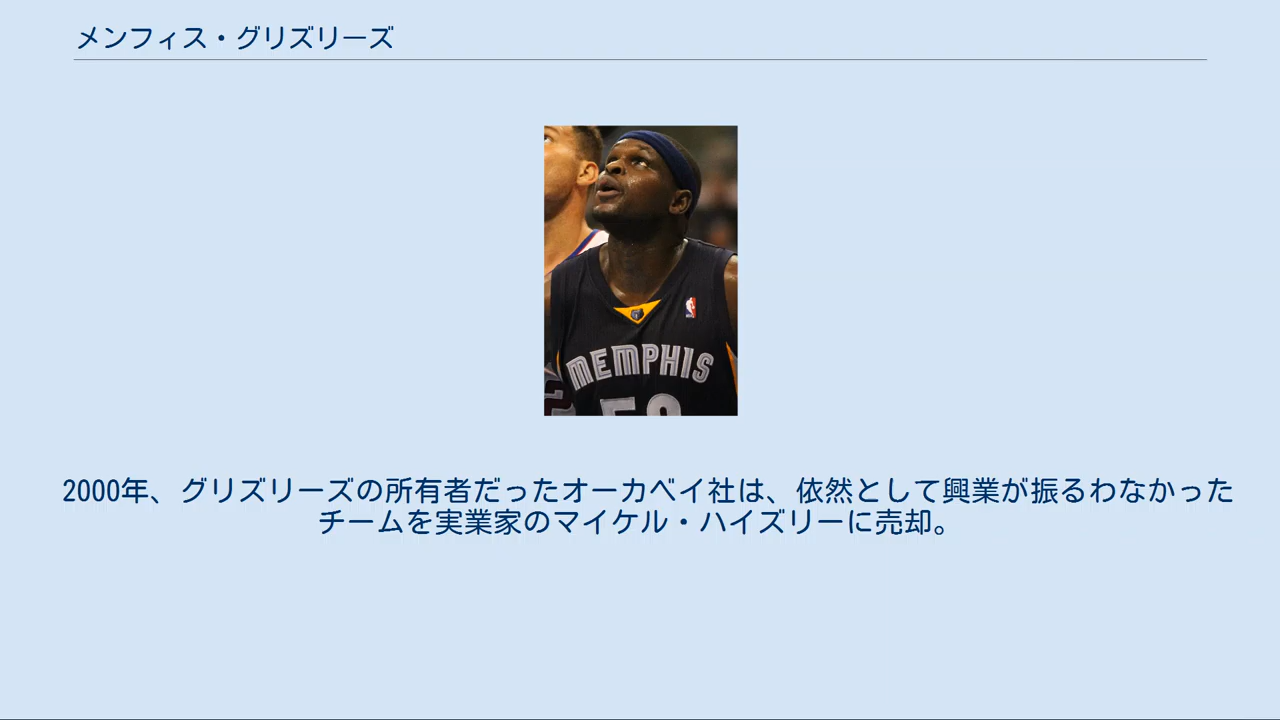 メンフィス・グリズリーズ
MEMPHIS
2000年、グリズリーズの所有者だったオーカベイ社は、依然として興業が振るわなかった
チームを実業家のマイケル・ハイズリーに売却。